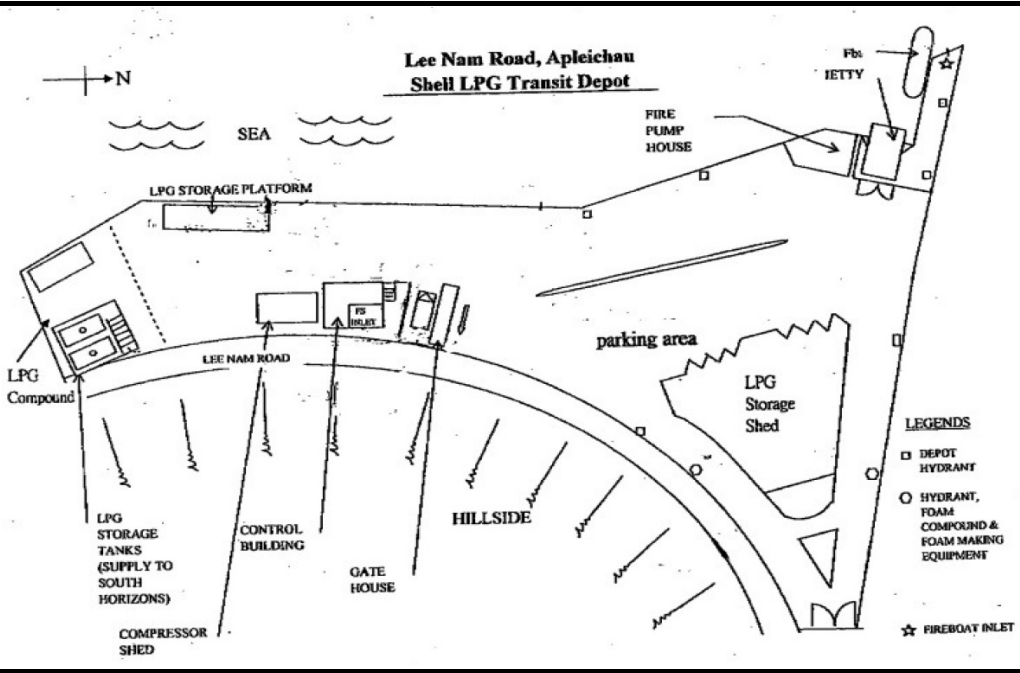 Lee Nam Road, Apleichau
Shell LPG Transit Depot
N
SEA
JETTY
FIRE
PUMP
HOUSE
LPG STORAGE PLATFORM
FS
INLET
LEE NAM ROAD
parking area
LPG
Compound
LPG
Storage
Shed
LEGENDS
DEPOT
HYDRANT
HYDRANT,
FOAM
COMPOUND &
FOAM MAKING
EQUIPMENT
FIREBOAT INLET
HILLSIDE
LPG
STORAGE
TANKS
(SUPPLY TO
SOUTH
HORIZONS)
CONTROL
BUILDING
GATE
HOUSE
COMPRESSOR
SHED